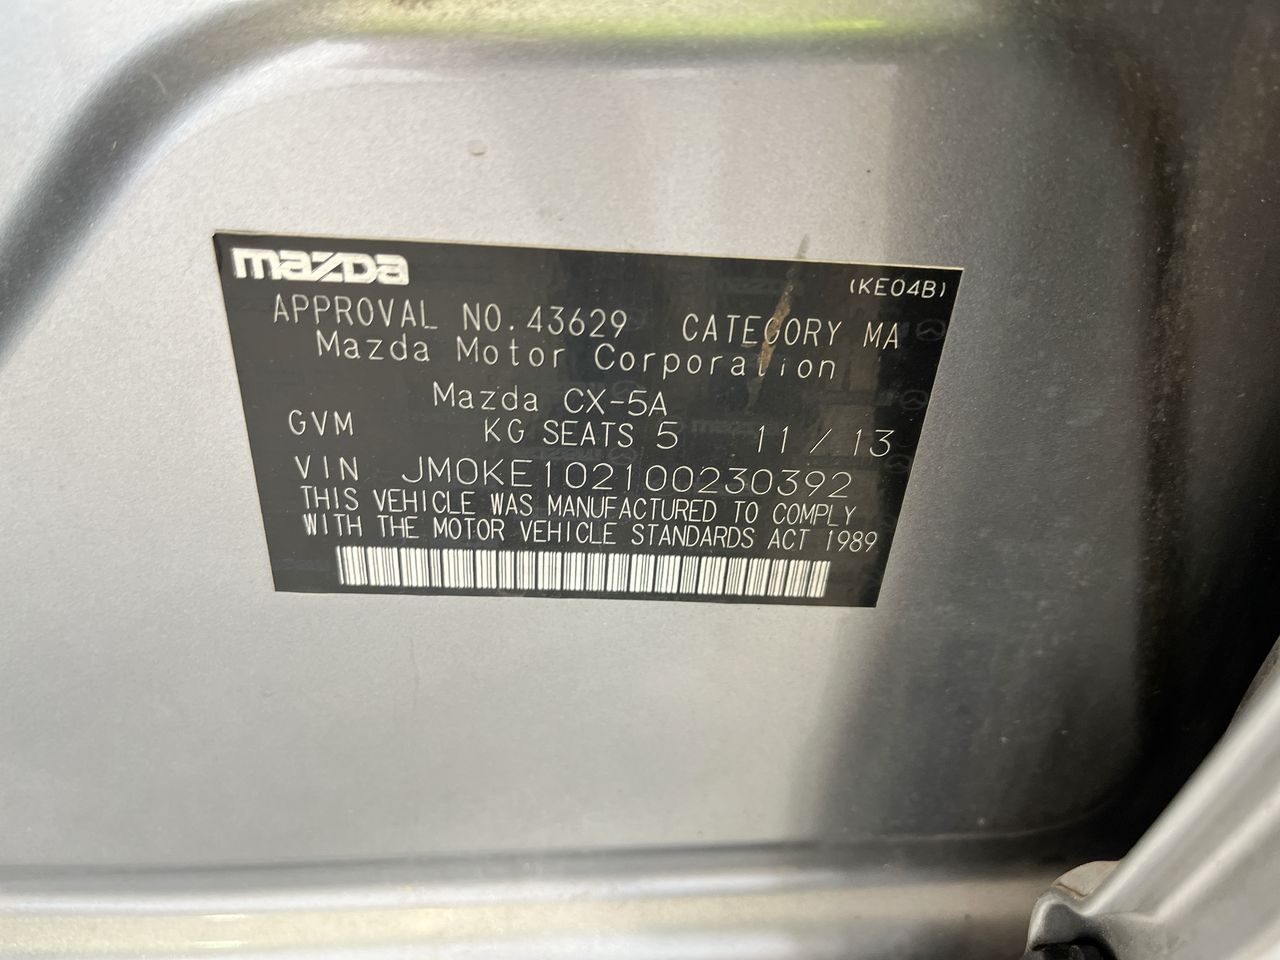 mazda (KE04B)
APPROVAL NO. 43629 CATEGORY MA
Mazda Motor Corporation
Mazda CX-5A
GVM KG SEATS 5 11/13
VIN JM0KE102100230392
THIS VEHICLE WAS MANUFACTURED TO COMPLY
WITH THE MOTOR VEHICLE STANDARDS ACT 1989